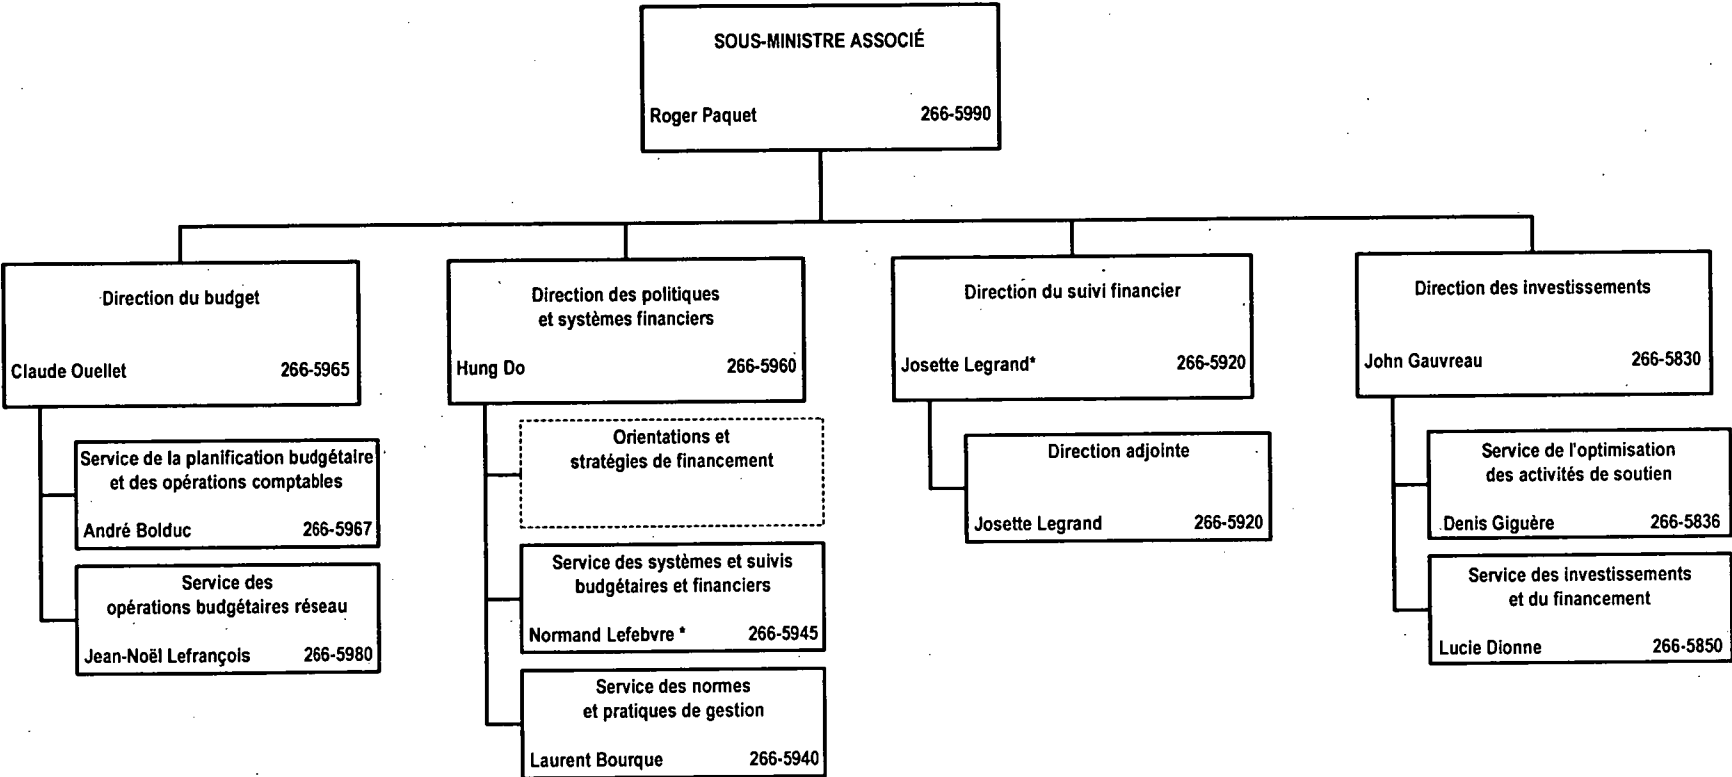 SOUS-MINISTRE ASSOCIÉ
Roger Paquet 266-5990
Direction du budget
Claude Ouellet 266-5965
Service de la planification budgétaire
et des opérations comptables
André Bolduc 266-5967
Service des
opérations budgétaires réseau
Jean-Noël Lefrançois 266-5980
Direction des politiques
et systèmes financiers
Hung Do 266-5960
Orientations et
stratégies de financement
Service des systèmes et suivis
budgétaires et financiers
Normand Lefebvre * 266-5945
Service des normes
et pratiques de gestion
Laurent Bourque 266-5940
Direction du suivi financier
Josette Legrand* 266-5920
Direction adjointe
Josette Legrand 266-5920
Direction des investissements
John Gauvreau 266-5830
Service de l'optimisation
des activités de soutien
Denis Giguère 266-5836
Service des investissements
et du financement
Lucie Dionne 266-5850